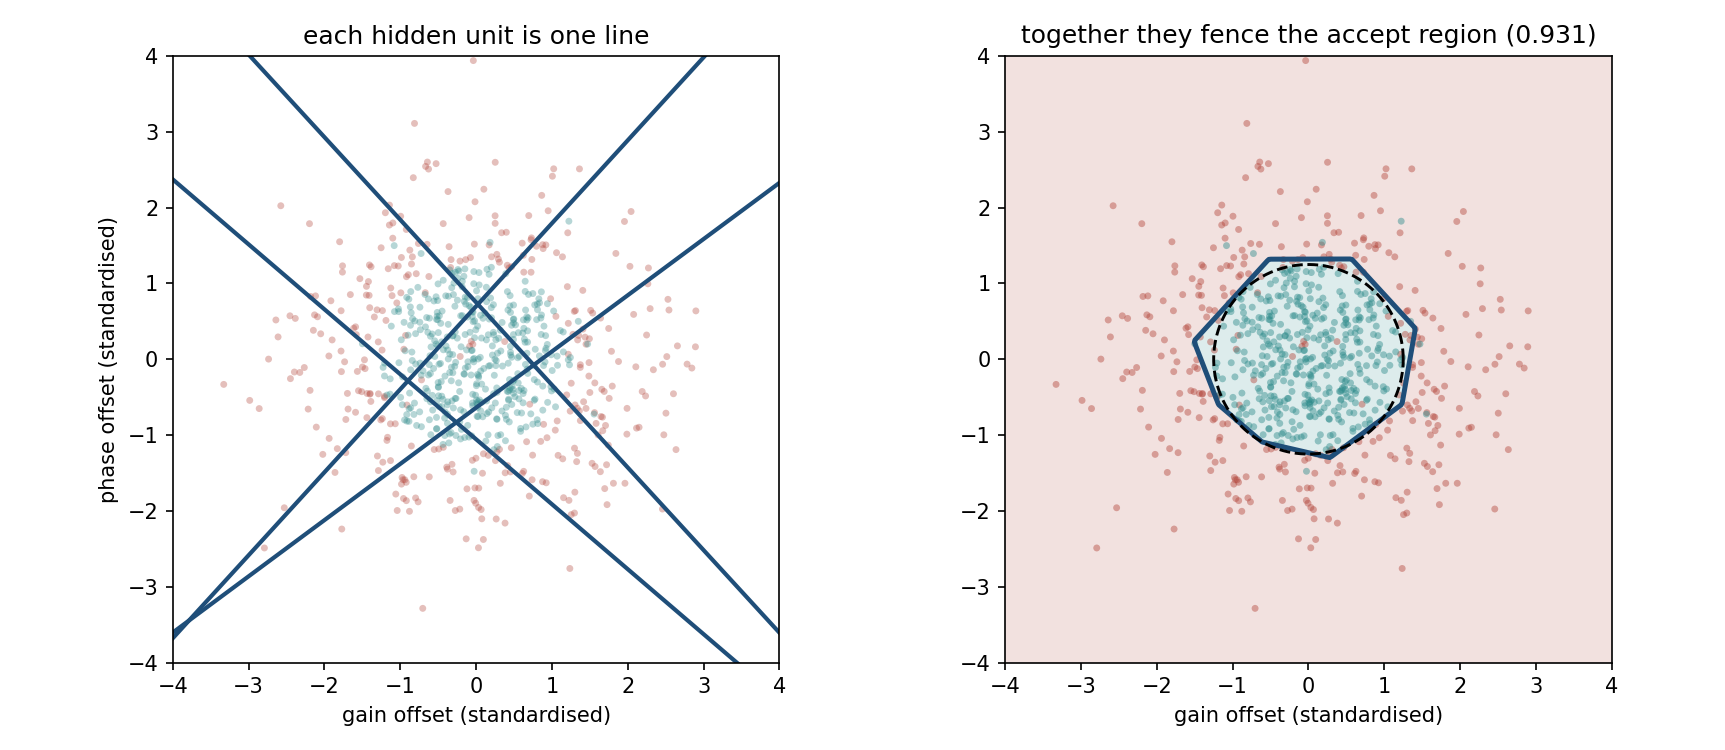 each hidden unit is one line
4
3
2
1
0
−1
−2
−3
−4
−4 −3 −2 −1 0 1 2 3 4
phase offset (standardised)
gain offset (standardised)
together they fence the accept region (0.931)
4
3
2
1
0
−1
−2
−3
−4
−4 −3 −2 −1 0 1 2 3 4
gain offset (standardised)